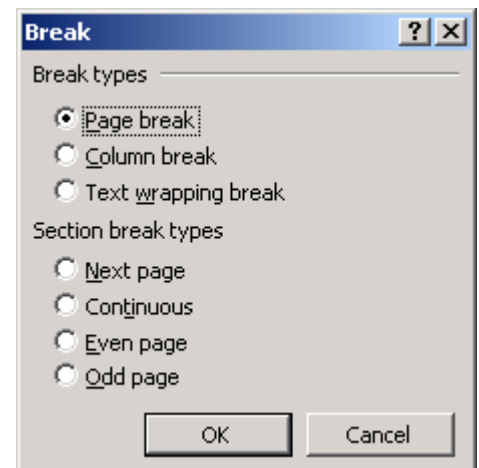 Break
Break types
Page break
Column break
Text wrapping break
Section break types
Next page
Continuous
Even page
Odd page
OK Cancel